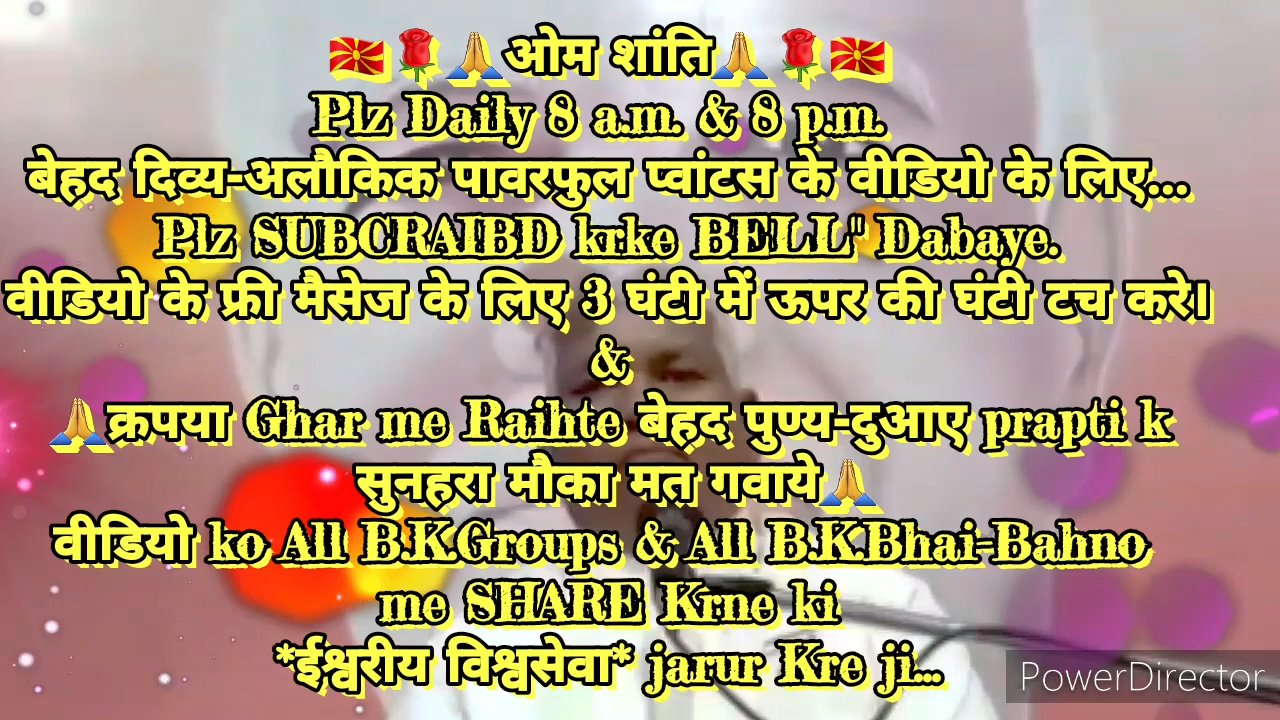 🇲🇰🌹🙏ओम शांति🙏🌹🇲🇰
Plz Daily 8 a.m. & 8 p.m.
बेहद दिव्य-अलौकिक पावरफुल प्वांटस के वीडियो के लिए...
Plz SUBCRAIBD krke BELL" Dabaye.
वीडियो के फ्री मैसेज के लिए 3 घंटी में ऊपर की घंटी टच करे।
&
🙏क्रपया Ghar me Raihte बेहद पुण्य-दुआए prapti k
सुनहरा मौका मत गवाये🙏
वीडियो ko All B.K.Groups & All B.K.Bhai-Bahno
me SHARE Krne ki
*ईश्वरीय विश्वसेवा* jarur Kre ji...
PowerDirector